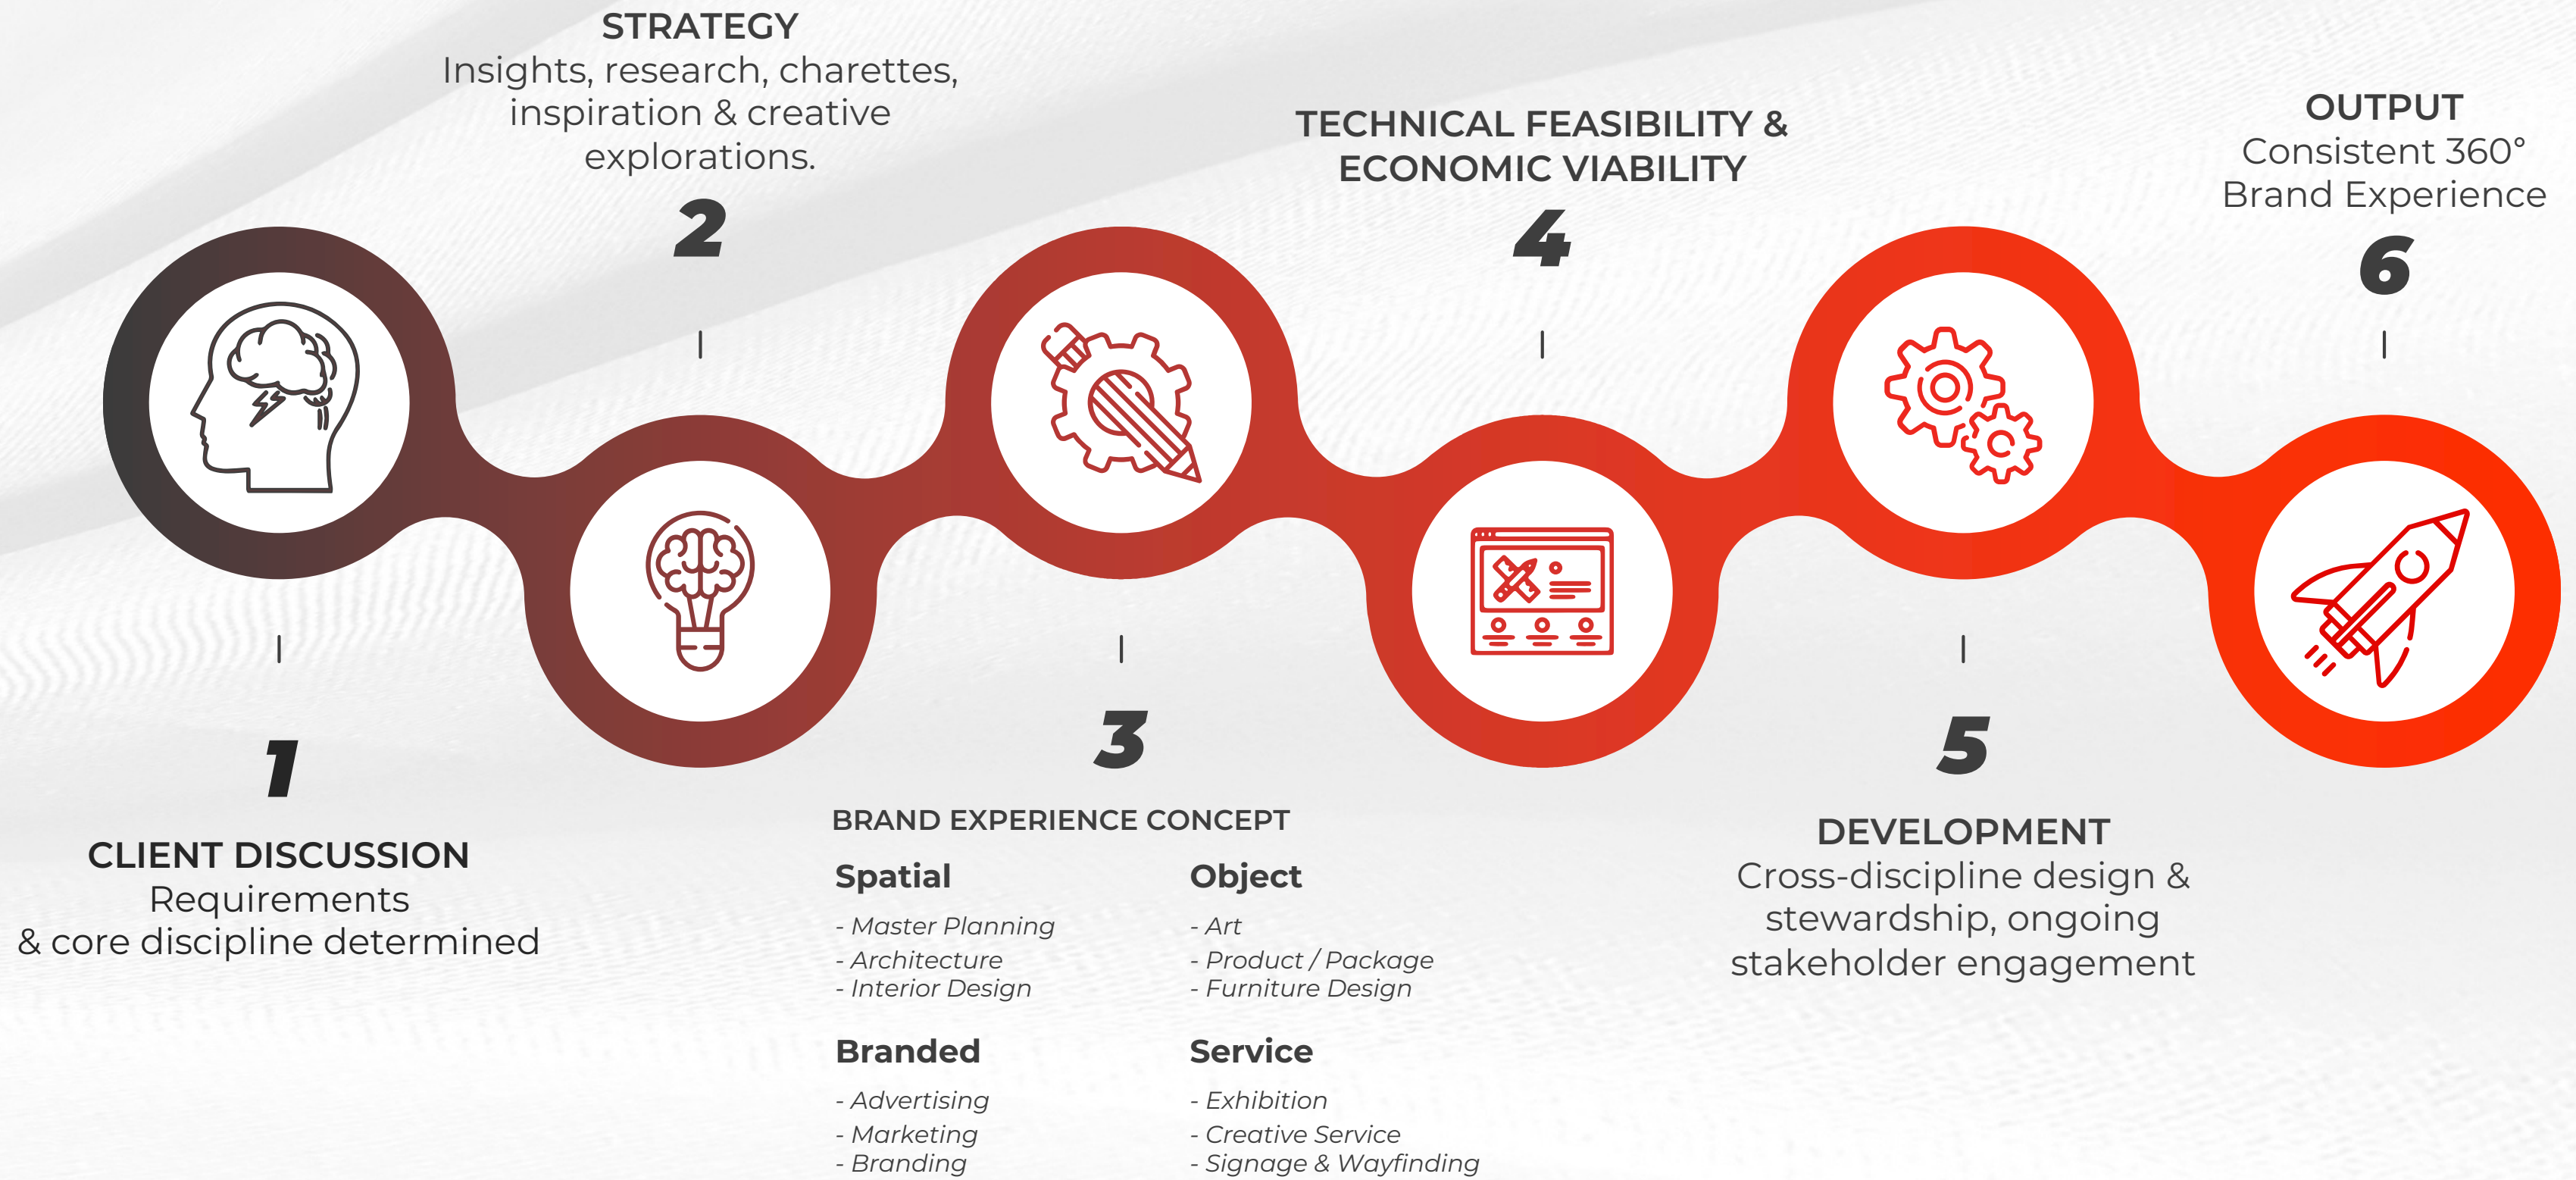 1
CLIENT DISCUSSION
Requirements
& core discipline determined
STRATEGY
Insights, research, charettes,
inspiration & creative
explorations.
2
3
BRAND EXPERIENCE CONCEPT
Spatial
- Master Planning
- Architecture
- Interior Design
Object
- Art
- Product / Package
- Furniture Design
Branded
- Advertising
- Marketing
- Branding
Service
- Exhibition
- Creative Service
- Signage & Wayfinding
TECHNICAL FEASIBILITY &
ECONOMIC VIABILITY
4
5
DEVELOPMENT
Cross-discipline design &
stewardship, ongoing
stakeholder engagement
OUTPUT
Consistent 360°
Brand Experience
6